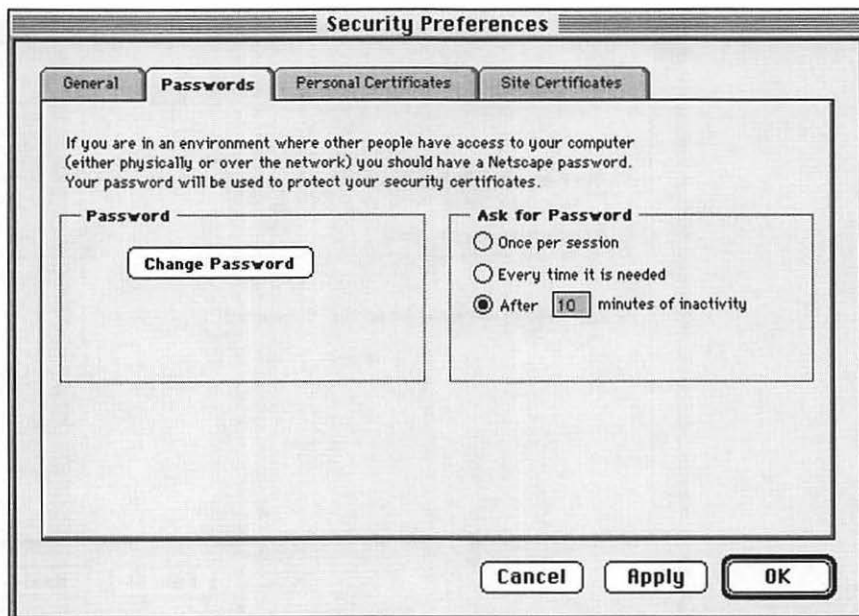 Security Preferences
General
Passwords
Personal Certificates
Site Certificates
If you are in an environment where other people have access to your computer
(either physically or over the network) you should have a Netscape password.
Your password will be used to protect your security certificates.
Password
Change Password
Ask for Password
Once per session
Every time it is needed
After 10 minutes of inactivity
Cancel
Apply
OK